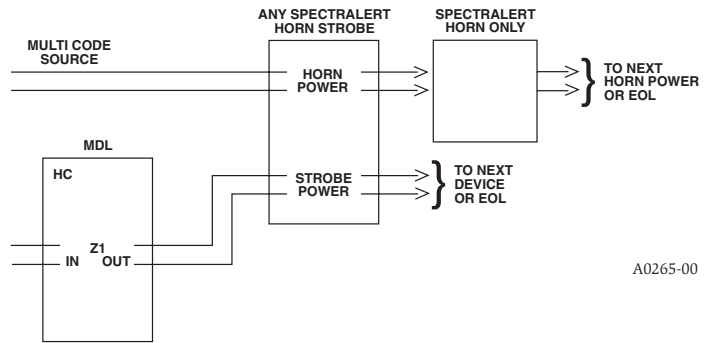 ANY SPECTRALERT
HORN STROBE
SPECTRALERT
HORN ONLY
MULTI CODE
SOURCE
HORN
POWER
TO NEXT
HORN POWER
OR EOL
MDL
HC
STROBE
POWER
TO NEXT
DEVICE
OR EOL
Z1
IN OUT
A0265-00